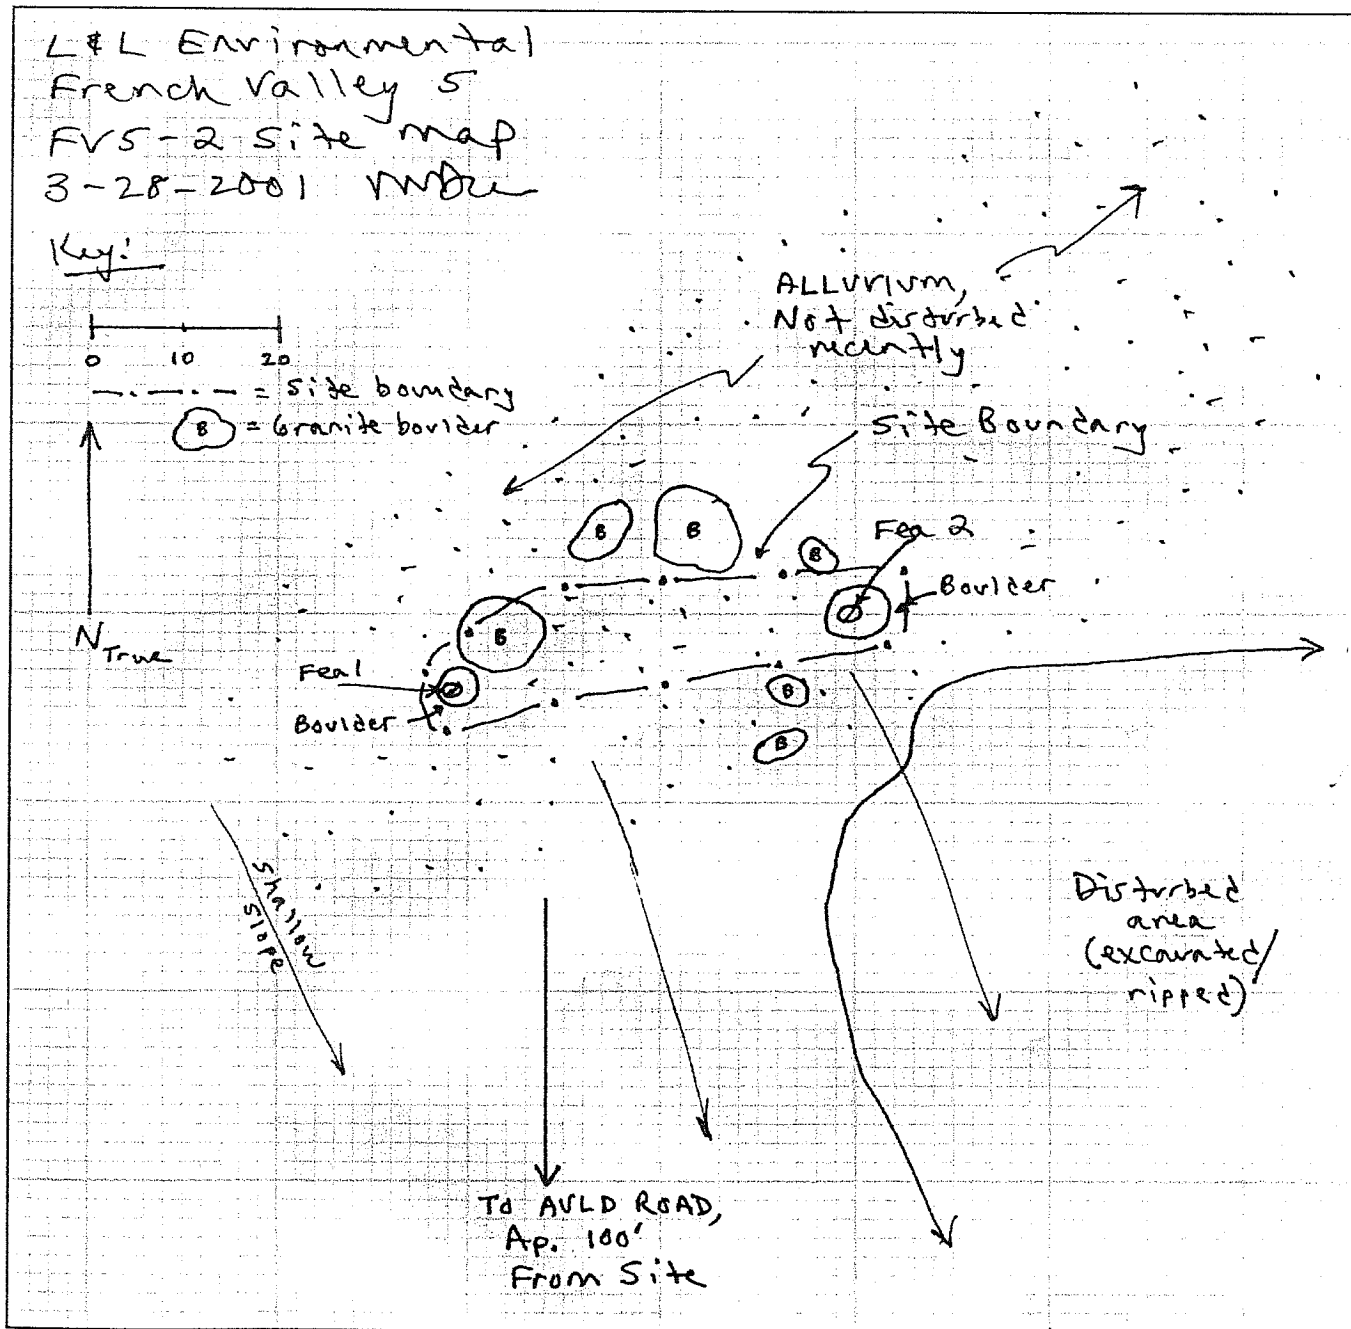 L&L Environmental
French Valley 5
FV5-2 Site map
3-28-2001
Key:
0 10 20
= Site boundary
B = Granite boulder
N True
ALLUVIUM,
Not disturbed
recently
Site Boundary
B
B
B
Fea 2
Boulder
B
Fea 1
Boulder
B
B
Shallow
Slope
Disturbed
area
(excavated/
ripped)
To AULD ROAD,
Ap. 100'
From Site